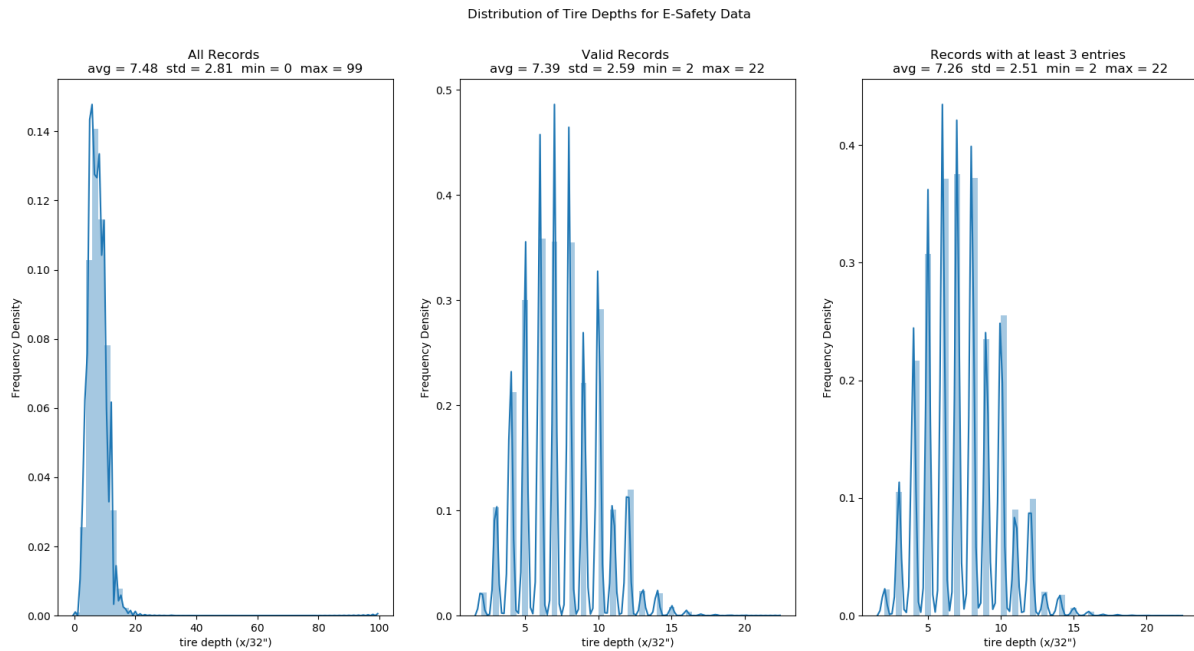 Distribution of Tire Depths for E-Safety Data
All Records
avg = 7.48  std = 2.81  min = 0  max = 99
Frequency Density
0.14
0.12
0.10
0.08
0.06
0.04
0.02
0.00
0
20
40
60
80
100
tire depth (x/32")
Valid Records
avg = 7.39  std = 2.59  min = 2  max = 22
Frequency Density
0.5
0.4
0.3
0.2
0.1
0.0
5
10
15
20
tire depth (x/32")
Records with at least 3 entries
avg = 7.26  std = 2.51  min = 2  max = 22
Frequency Density
0.4
0.3
0.2
0.1
0.0
5
10
15
20
tire depth (x/32")